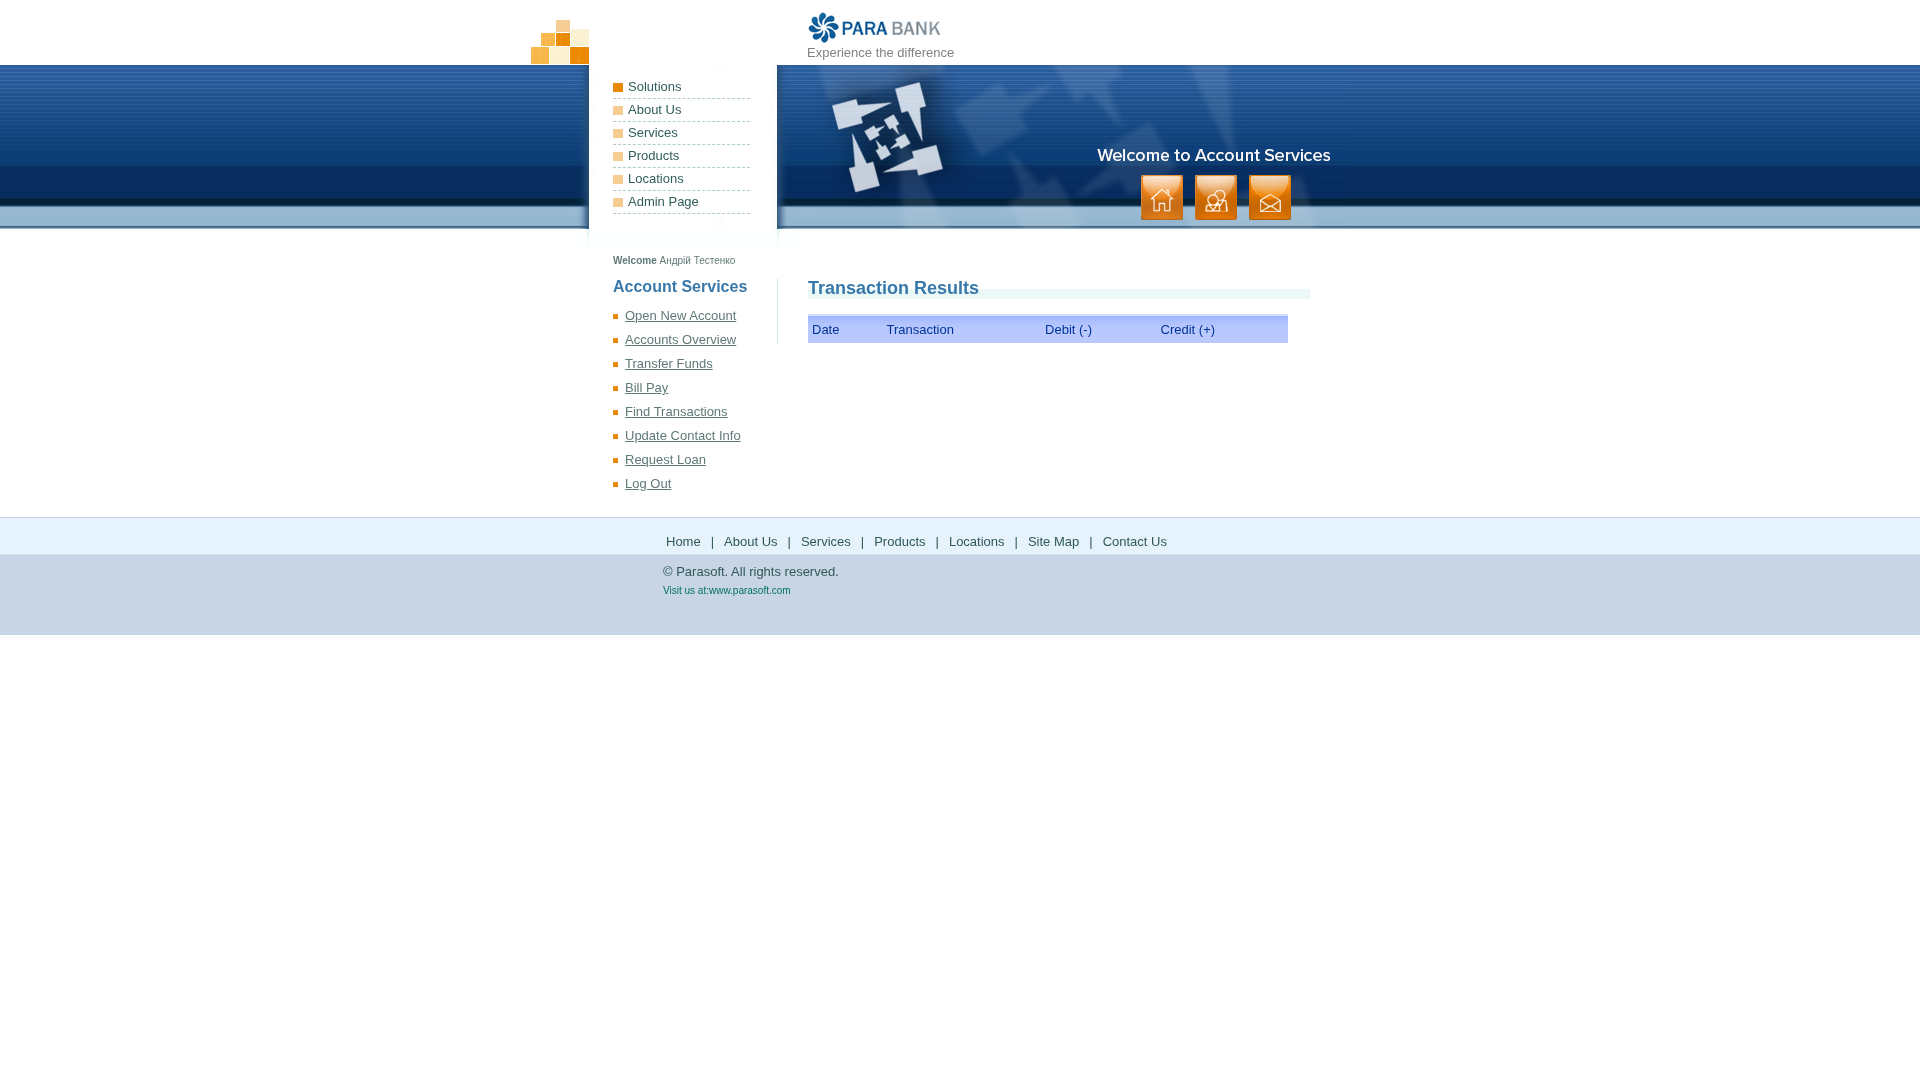 PARA BANK
Experience the difference
Solutions
About Us
Services
Products
Locations
Admin Page
Welcome to Account Services
Welcome Андрій Тестенко
Account Services
Open New Account
Accounts Overview
Transfer Funds
Bill Pay
Find Transactions
Update Contact Info
Request Loan
Log Out
Transaction Results
Date Transaction Debit (-) Credit (+)
Home | About Us | Services | Products | Locations | Site Map | Contact Us
© Parasoft. All rights reserved.
Visit us at:www.parasoft.com